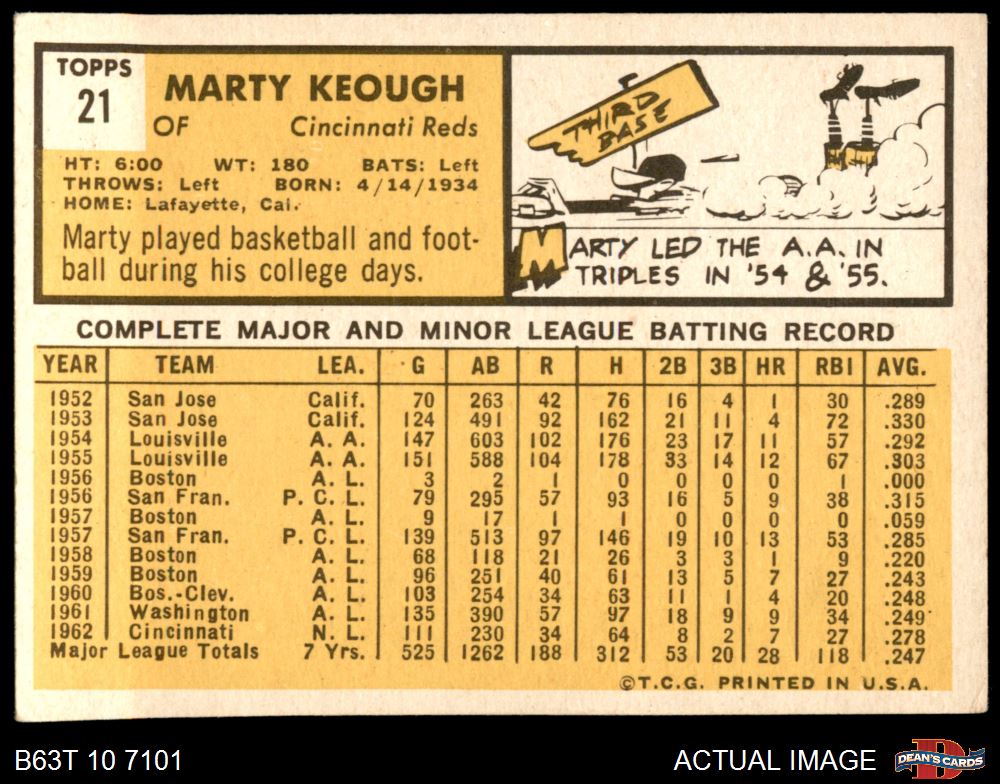 TOPPS
21
MARTY KEOUGH
OF Cincinnati Reds
HT: 6:00 WT: 180 BATS: Left
THROWS: Left BORN: 4/14/1934
HOME: Lafayette, Cal.
Marty played basketball and foot-
ball during his college days.
THIRD
BASE
MARTY LED THE A.A. IN
TRIPLES IN '54 & '55.
COMPLETE MAJOR AND MINOR LEAGUE BATTING RECORD
YEAR TEAM LEA. G AB R H 2B 3B HR RBI AVG.
1952 San Jose Calif. 70 263 42 76 16 4 1 30 .289
1953 San Jose Calif. 124 491 92 162 21 11 4 72 .330
1954 Louisville A. A. 147 603 102 176 23 17 11 57 .292
1955 Louisville A. A. 151 588 104 178 33 14 12 67 .303
1956 Boston A. L. 3 2 1 0 0 0 0 1 .000
1956 San Fran. P. C. L. 79 295 57 93 16 5 9 38 .315
1957 Boston A. L. 9 17 1 1 0 0 0 0 .059
1957 San Fran. P. C. L. 139 513 97 146 19 10 13 53 .285
1958 Boston A. L. 68 118 21 26 3 3 1 9 .220
1959 Boston A. L. 96 251 40 61 13 5 7 27 .243
1960 Bos.-Clev. A. L. 103 254 34 63 11 1 4 20 .248
1961 Washington A. L. 135 390 57 97 18 9 9 34 .249
1962 Cincinnati N. L. 111 230 34 64 8 2 7 27 .278
Major League Totals 7 Yrs. 525 1262 188 312 53 20 28 118 .247
©T.C.G. PRINTED IN U.S.A.
B63T 10 7101 ACTUAL IMAGE DEAN'S CARDS